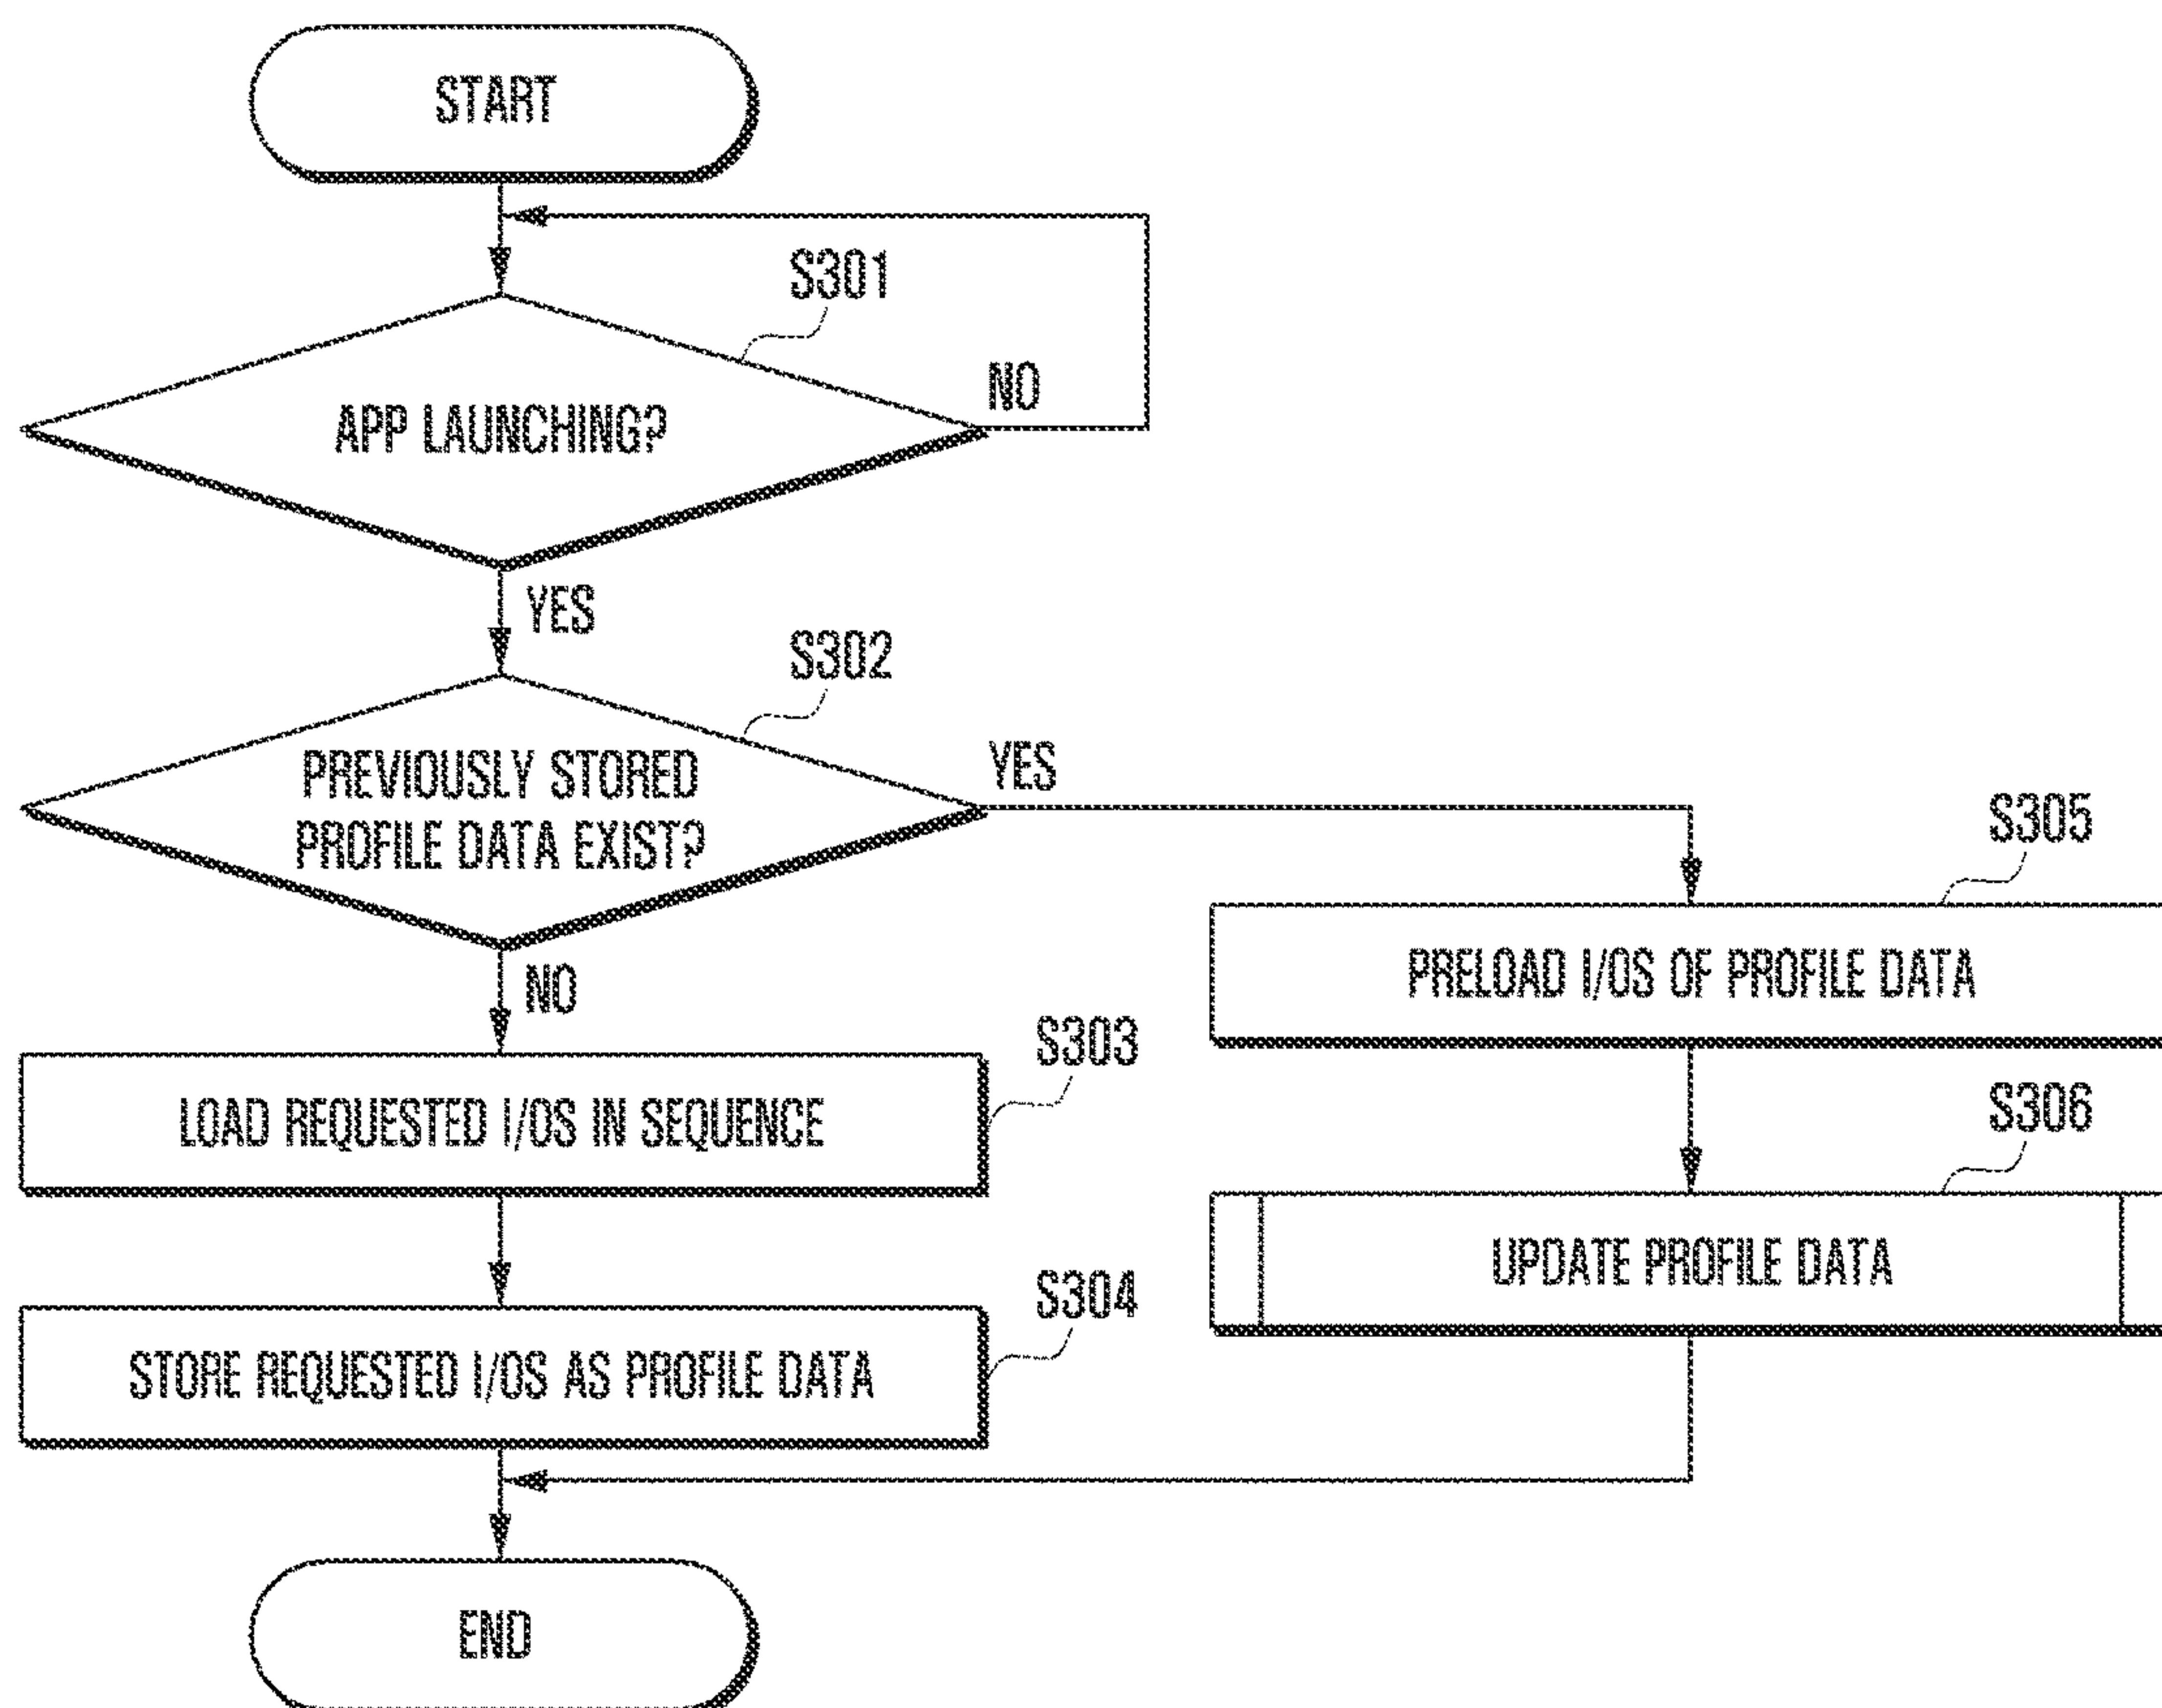 START
S301
NO
APP LAUNCHING?
YES
S302
PREVIOUSLY STORED
PROFILE DATA EXIST?
YES
S305
PRELOAD I/OS OF PROFILE DATA
NO
S303
LOAD REQUESTED I/OS IN SEQUENCE
S306
UPDATE PROFILE DATA
S304
STORE REQUESTED I/OS AS PROFILE DATA
END